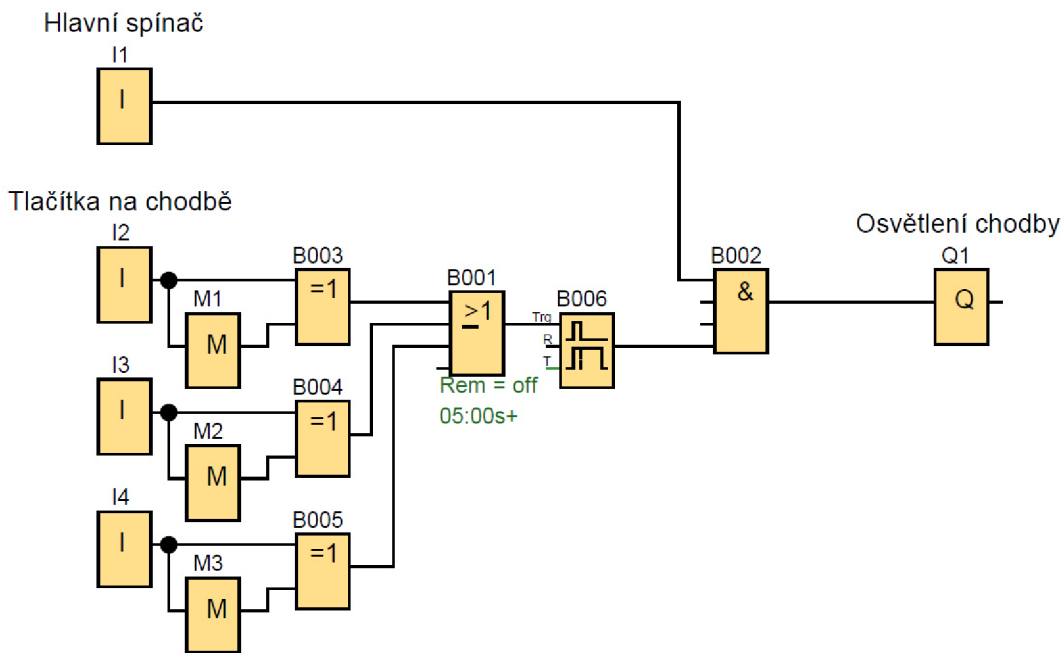 Hlavní spínač
I1
I
Tlačítka na chodbě
I2
I
M1
M
B003
=1
I3
I
M2
M
B004
=1
I4
I
M3
M
B005
=1
B001
≥1
Rem = off
05:00s+
B006
Trg
R
T
B002
&
Osvětlení chodby
Q1
Q